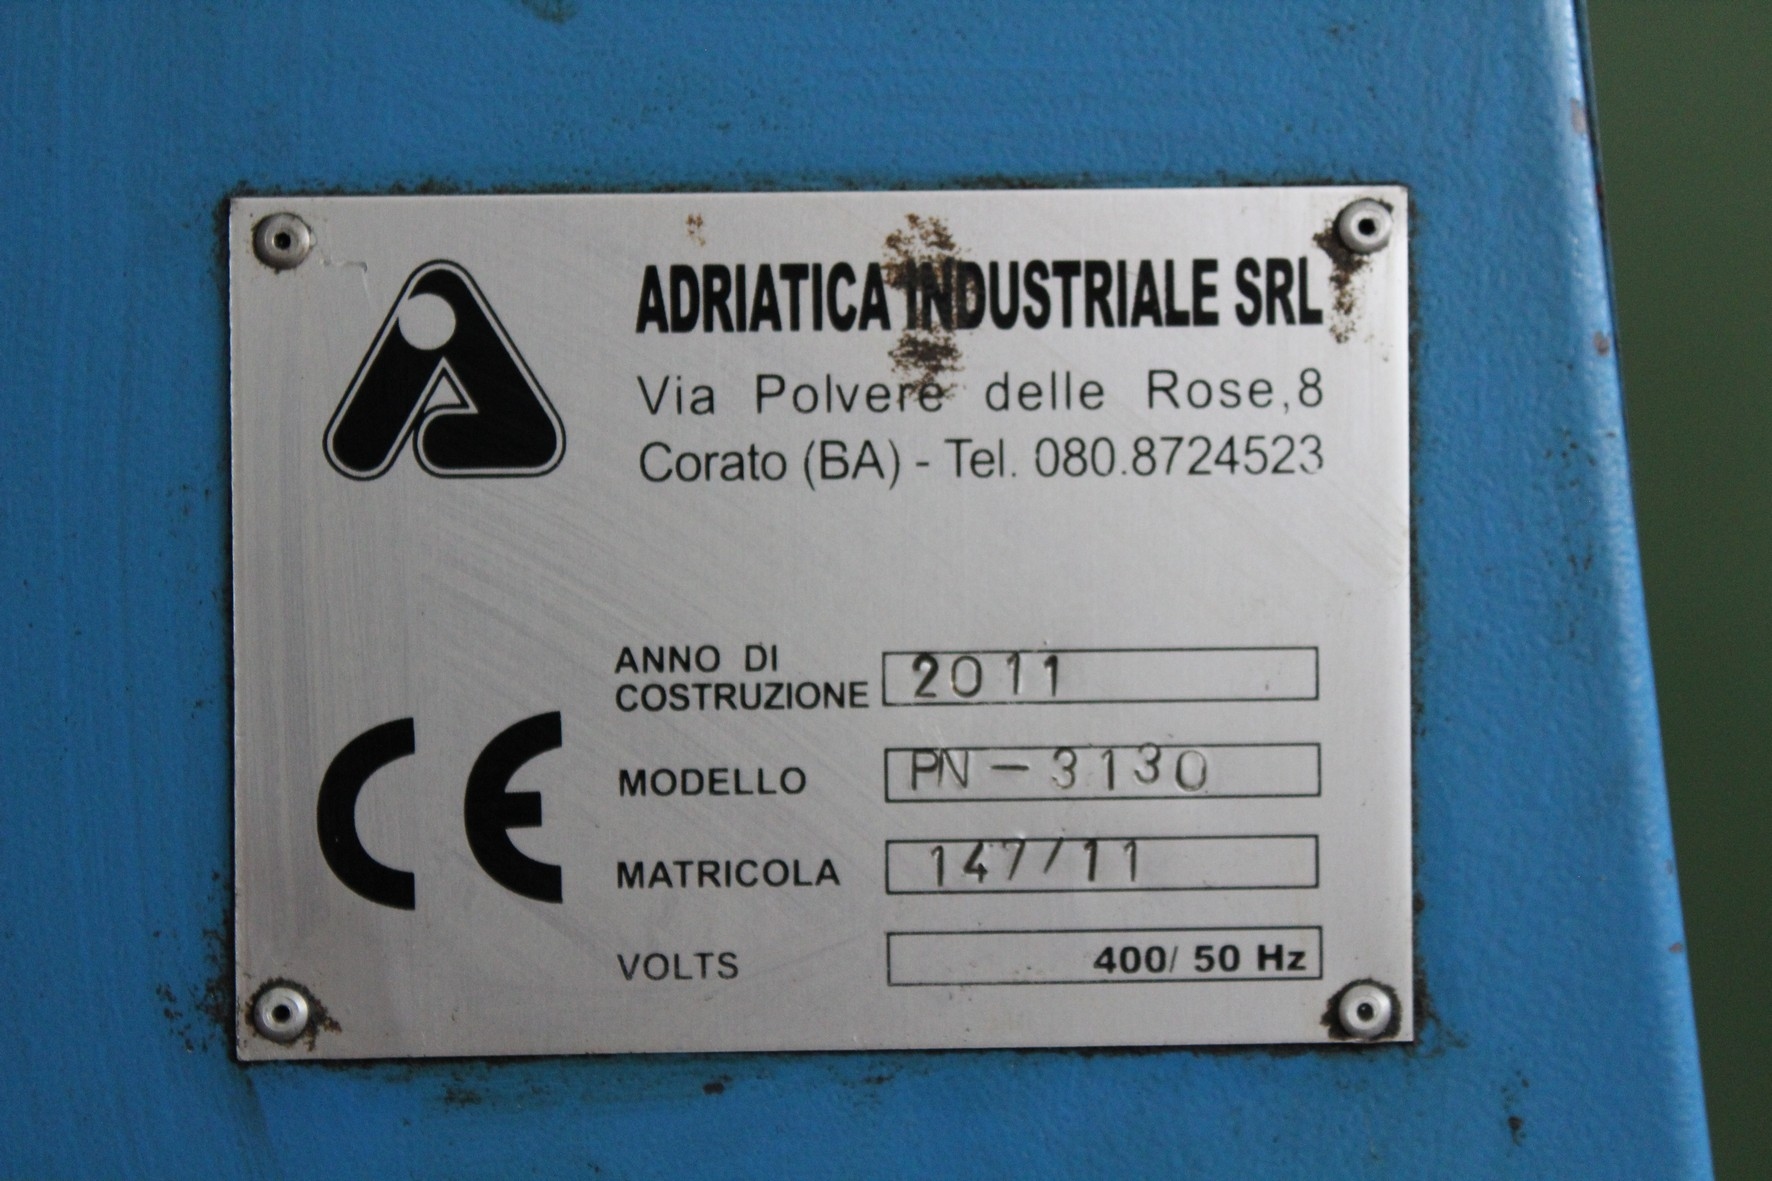 ADRIATICA INDUSTRIALE SRL
Via Polvere delle Rose,8
Corato (BA) - Tel. 080.8724523
ANNO DI
COSTRUZIONE 2011
MODELLO PN-3130
MATRICOLA 147/11
VOLTS 400/ 50 Hz
CE